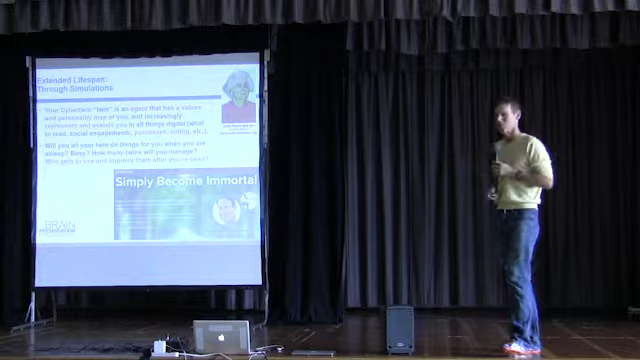 Extended Lifespan:
Through Simulations
• Your Cybertwin "twin" is an agent that has a values
and personality map of you, and increasingly
represents and assists you in all things digital (what
to read, social engagements, purchases, voting, etc.).
• Will you let your twin do things for you when you are
asleep? Busy? How many twins will you manage?
Who gets to use and improve them after you're dead?
Simply Become Immortal
BRAIN
PRESERVATION